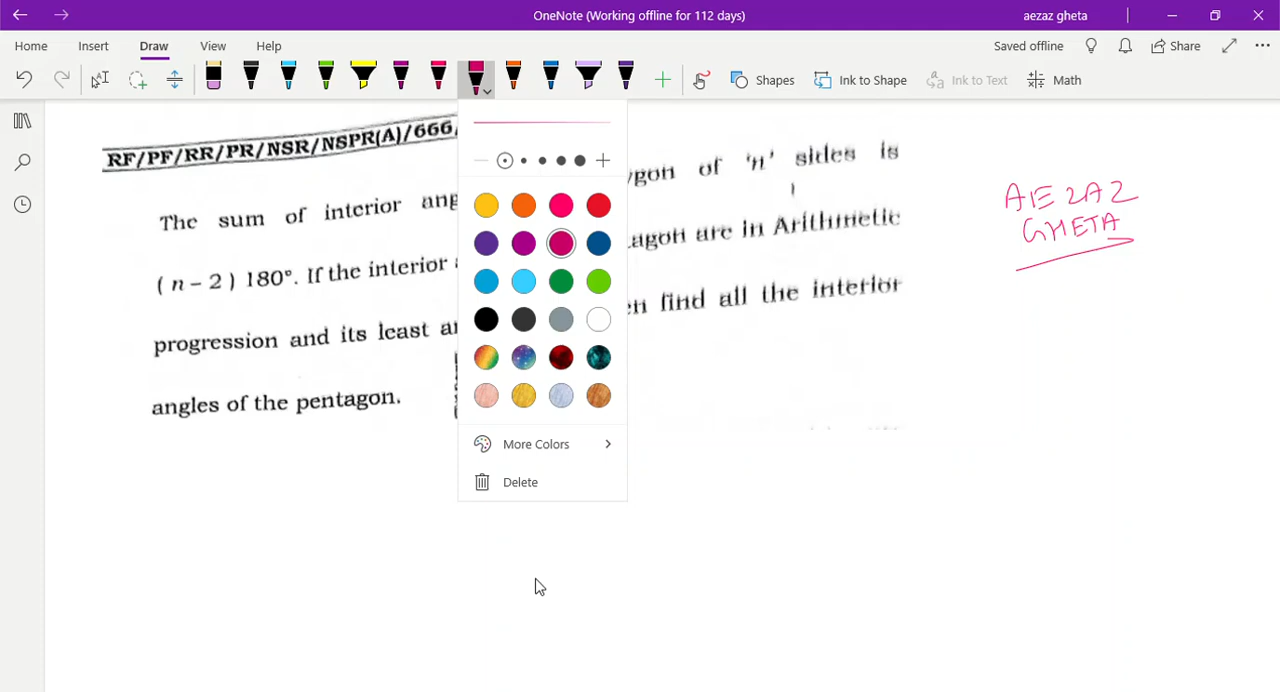 OneNote (Working offline for 112 days)
aezaz gheta
Home Insert Draw View Help
Saved offline
Share
Shapes
Ink to Shape
Ink to Text
Math
RF/PF/RR/PR/NSR/NSPR(A)/666/
The sum of interior ang ygon of 'n' sides is
( n – 2 ) 180°. If the interior agon are in Arithmetic
progression and its least a en find all the interior
angles of the pentagon.
AE2A2
GHETA
More Colors
Delete